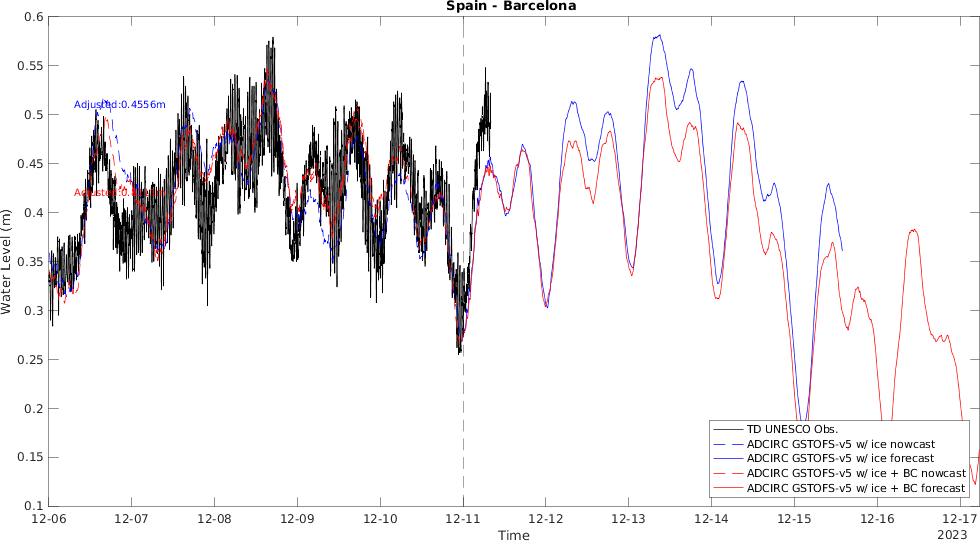 Spain - Barcelona
0.6
0.55
0.5
0.45
0.4
0.35
0.3
0.25
0.2
0.15
0.1
Water Level (m)
Adjusted:0.4556m
TD UNESCO Obs.
ADCIRC GSTOFS-v5 w/ ice nowcast
ADCIRC GSTOFS-v5 w/ ice forecast
ADCIRC GSTOFS-v5 w/ ice + BC nowcast
ADCIRC GSTOFS-v5 w/ ice + BC forecast
12-06 12-07 12-08 12-09 12-10 12-11 12-12 12-13 12-14 12-15 12-16 12-17
Time
2023